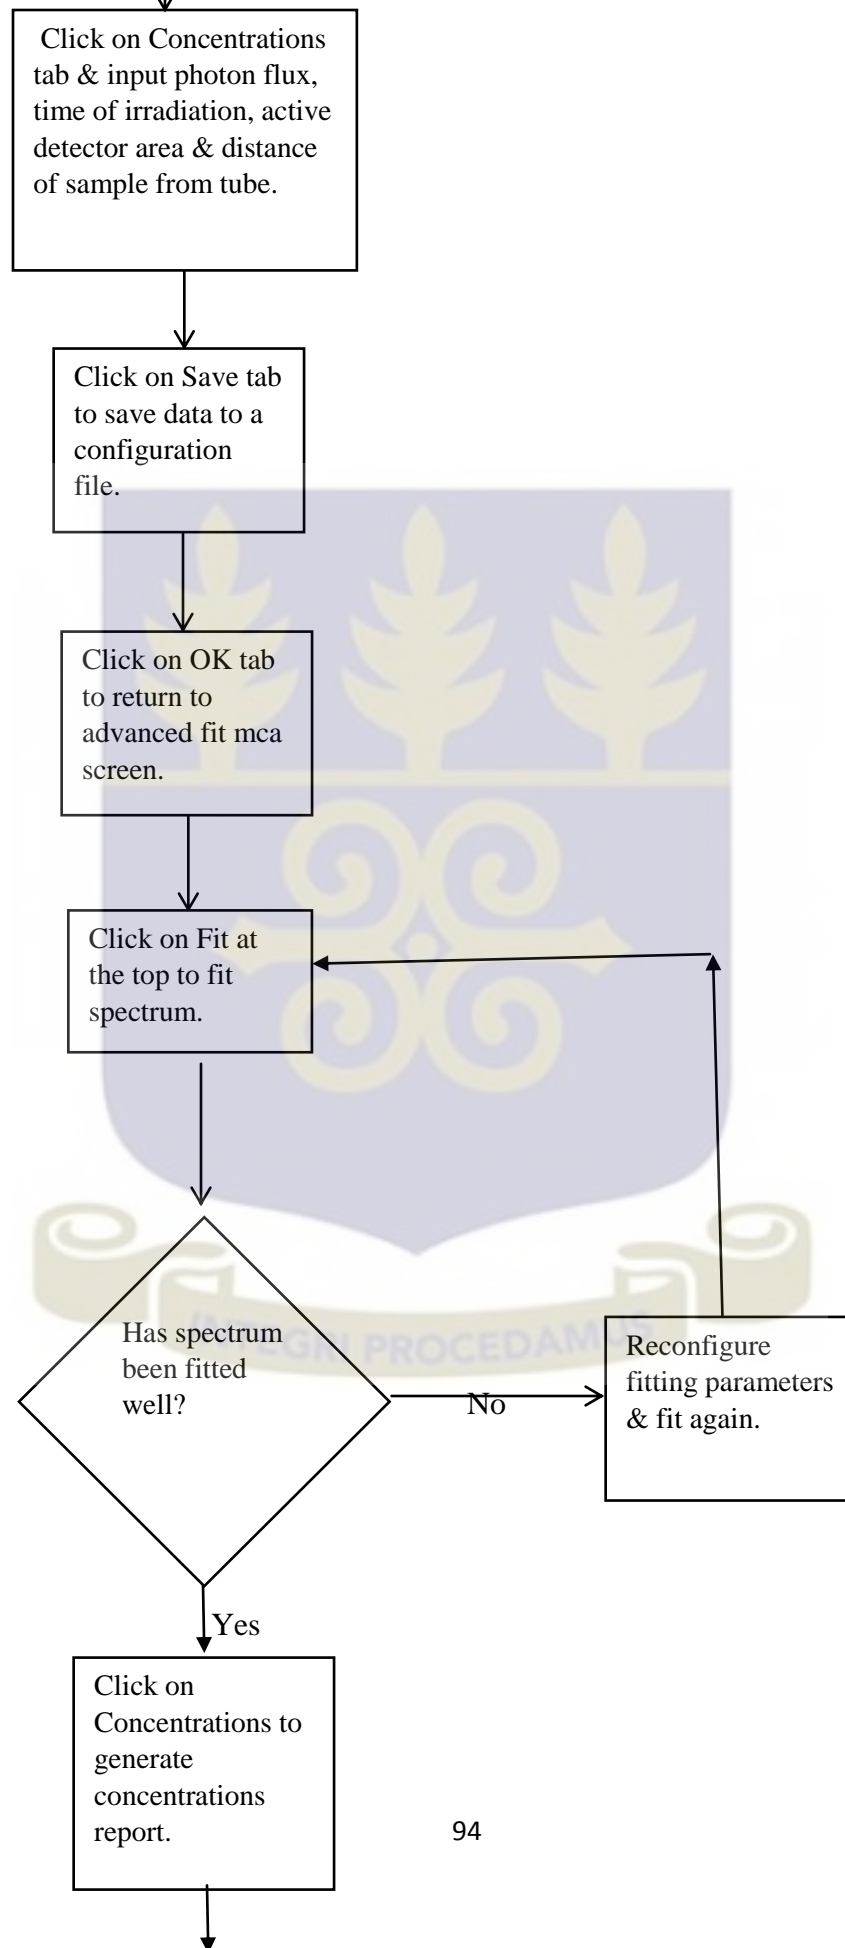 Click on Concentrations
tab & input photon flux,
time of irradiation, active
detector area & distance
of sample from tube.
Click on Save tab
to save data to a
configuration
file.
Click on OK tab
to return to
advanced fit mca
screen.
Click on Fit at
the top to fit
spectrum.
Has spectrum
been fitted
well?
No
Reconfigure
fitting parameters
& fit again.
INTEGRI PROCEDAMUS
Yes
Click on
Concentrations to
generate
concentrations
report.
94